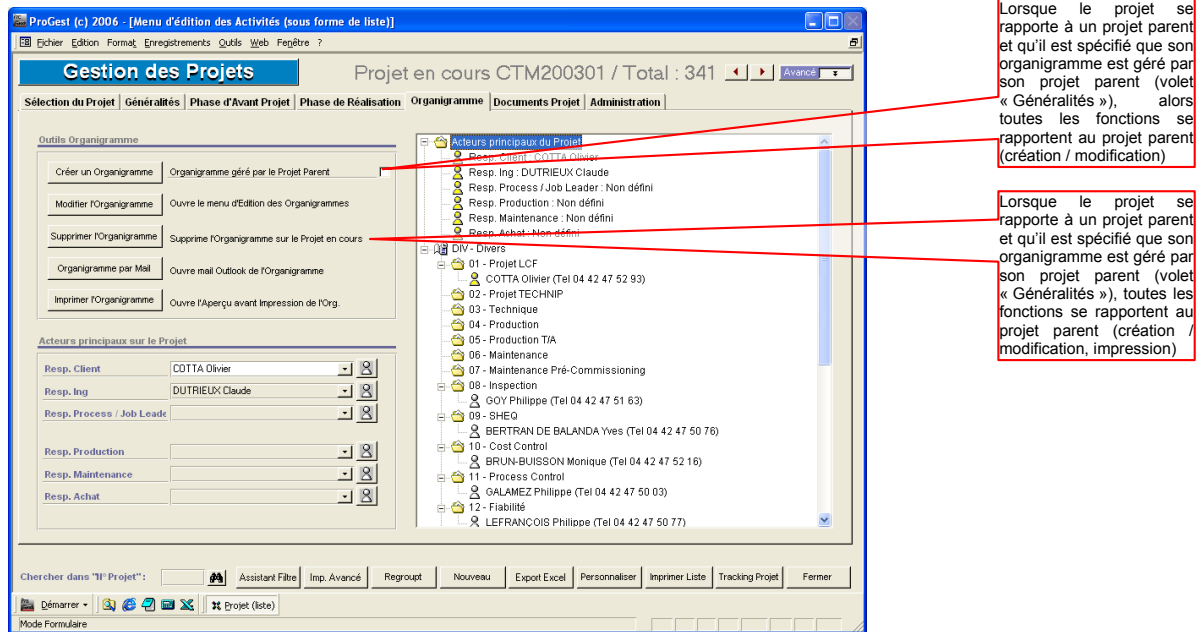 ProGest (c) 2006 - [Menu d'édition des Activités (sous forme de liste)]
Fichier Edition Format Enregistrements Outils Web Fenêtre ?
Gestion des Projets
Projet en cours CTM200301 / Total : 341
Avancé
Sélection du Projet
Généralités
Phase d'Avant Projet
Phase de Réalisation
Organigramme
Documents Projet
Administration
Outils Organigramme
Créer un Organigramme
Organigramme géré par le Projet Parent
Modifier l'Organigramme
Ouvre le menu d'Edition des Organigrammes
Supprimer l'Organigramme
Supprime l'Organigramme sur le Projet en cours
Organigramme par Mail
Ouvre mail Outlook de l'Organigramme
Imprimer l'Organigramme
Ouvre l'Aperçu avant Impression de l'Org.
Acteurs principaux sur le Projet
Resp. Client
COTTA Olivier
Resp. Ing
DUTRIEUX Claude
Resp. Process / Job Leade
Resp. Production
Resp. Maintenance
Resp. Achat
Acteurs principaux du Projet
Resp. Client : COTTA Olivier
Resp. Ing : DUTRIEUX Claude
Resp. Process / Job Leader : Non défini
Resp. Production : Non défini
Resp. Maintenance : Non défini
Resp. Achat : Non défini
DIV - Divers
01 - Projet LCF
COTTA Olivier (Tel 04 42 47 52 93)
02 - Projet TECHNIP
03 - Technique
04 - Production
05 - Production T/A
06 - Maintenance
07 - Maintenance Pré-Commissioning
08 - Inspection
GOY Philippe (Tel 04 42 47 51 63)
09 - SHEQ
BERTRAN DE BALANDA Yves (Tel 04 42 47 50 76)
10 - Cost Control
BRUN-BUISSON Monique (Tel 04 42 47 52 16)
11 - Process Control
GALAMEZ Philippe (Tel 04 42 47 50 03)
12 - Fiabilité
LEFRANÇOIS Philippe (Tel 04 42 47 50 77)
Chercher dans "N° Projet" :
Assistant Filtre
Imp. Avancé
Regroupt
Nouveau
Export Excel
Personnaliser
Imprimer Liste
Tracking Projet
Fermer
Démarrer
Projet (liste)
Mode Formulaire
Lorsque le projet se
rapporte à un projet parent
et qu'il est spécifié que son
organigramme est géré par
son projet parent (volet
« Généralités »), alors
toutes les fonctions se
rapportent au projet parent
(création / modification)
Lorsque le projet se
rapporte à un projet parent
et qu'il est spécifié que son
organigramme est géré par
son projet parent (volet
« Généralités »), toutes les
fonctions se rapportent au
projet parent (création /
modification, impression)